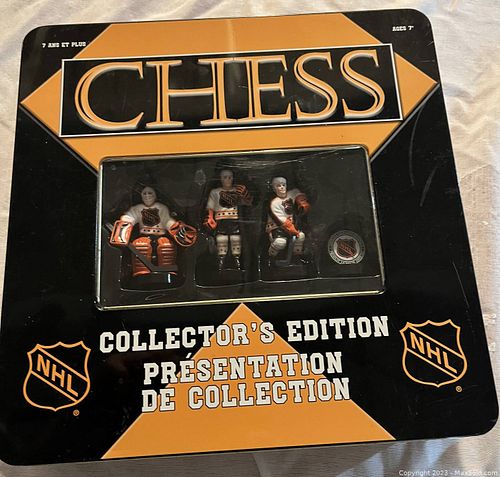 7 ANS ET PLUS
AGES 7+
CHESS
COLLECTOR'S EDITION
PRÉSENTATION
DE COLLECTION
NHL
®
NHL
®
Copyright 2023 - MaxSold.com